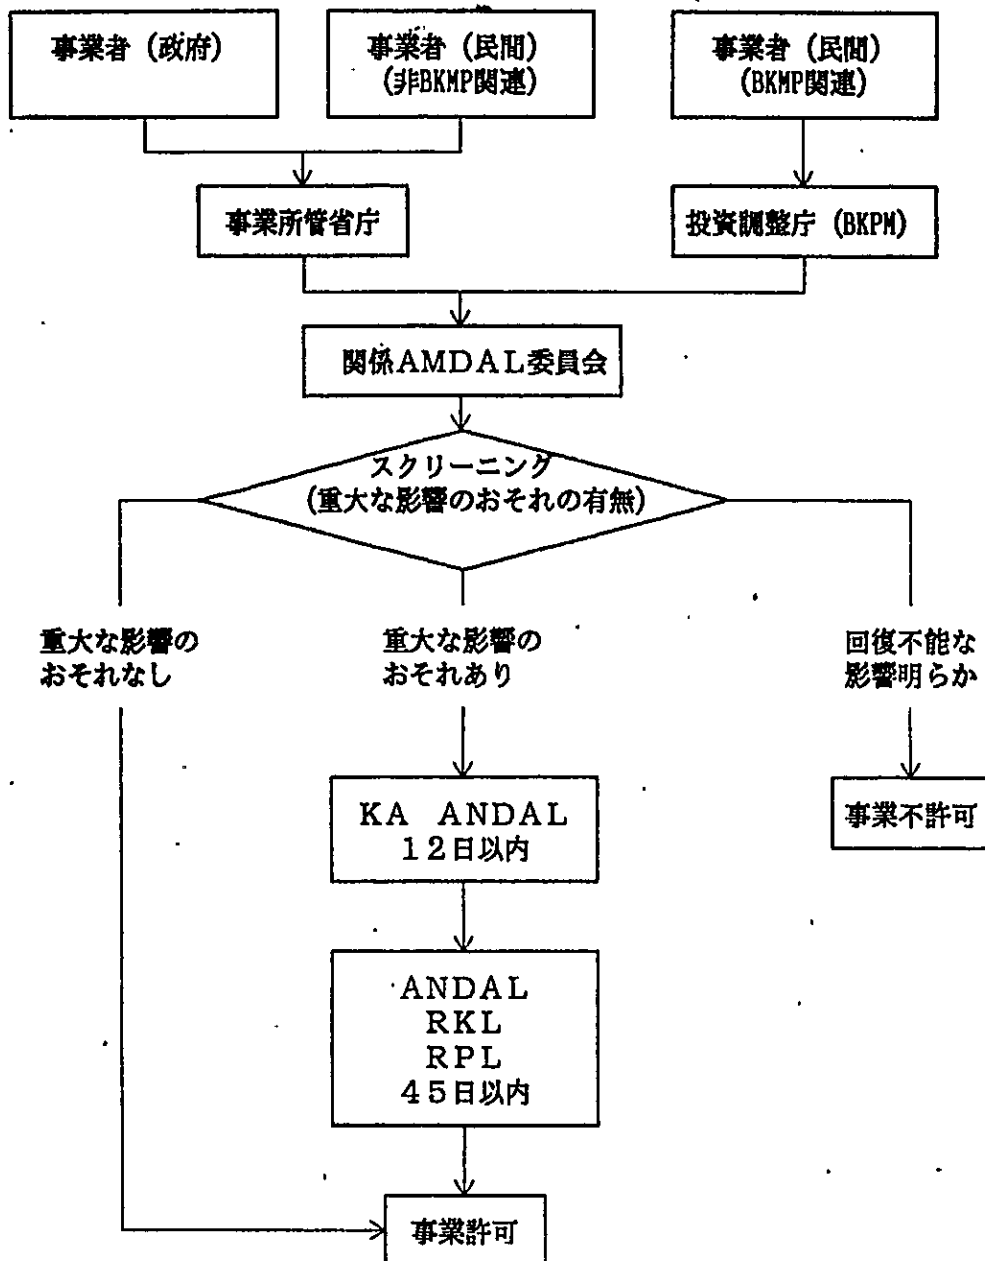 事業者（政府）
事業者（民間）
(非BKMP関連)
事業者（民間）
(BKMP関連)
事業所管省庁
投資調整庁（BKPM）
関係AMDAL委員会
スクリーニング
(重大な影響のおそれの有無)
重大な影響の
おそれなし
重大な影響の
おそれあり
回復不能な
影響明らか
KA ANDAL
12日以内
事業不許可
ANDAL
RKL
RPL
45日以内
事業許可